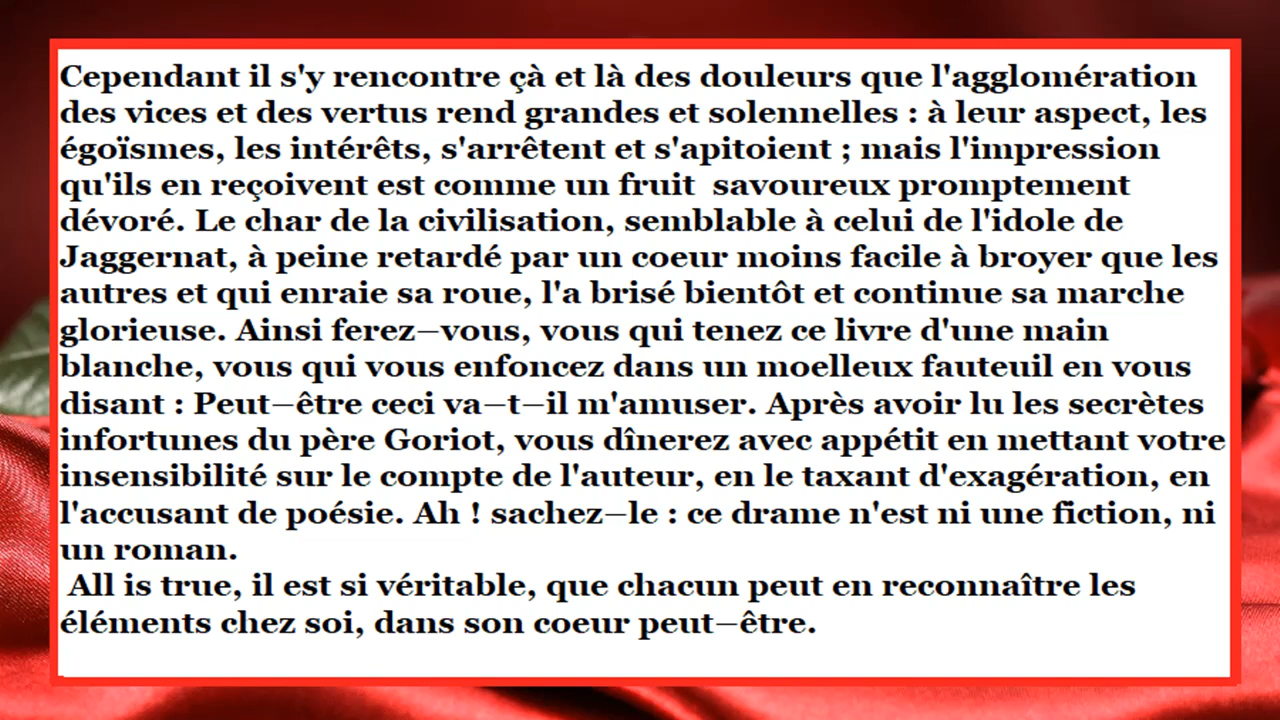 Cependant il s'y rencontre çà et là des douleurs que l'agglomération
des vices et des vertus rend grandes et solennelles : à leur aspect, les
égoïsmes, les intérêts, s'arrêtent et s'apitoient ; mais l'impression
qu'ils en reçoivent est comme un fruit  savoureux promptement
dévoré. Le char de la civilisation, semblable à celui de l'idole de
Jaggernat, à peine retardé par un coeur moins facile à broyer que les
autres et qui enraie sa roue, l'a brisé bientôt et continue sa marche
glorieuse. Ainsi ferez–vous, vous qui tenez ce livre d'une main
blanche, vous qui vous enfoncez dans un moelleux fauteuil en vous
disant : Peut–être ceci va–t–il m'amuser. Après avoir lu les secrètes
infortunes du père Goriot, vous dînerez avec appétit en mettant votre
insensibilité sur le compte de l'auteur, en le taxant d'exagération, en
l'accusant de poésie. Ah ! sachez–le : ce drame n'est ni une fiction, ni
un roman.
All is true, il est si véritable, que chacun peut en reconnaître les
éléments chez soi, dans son coeur peut–être.